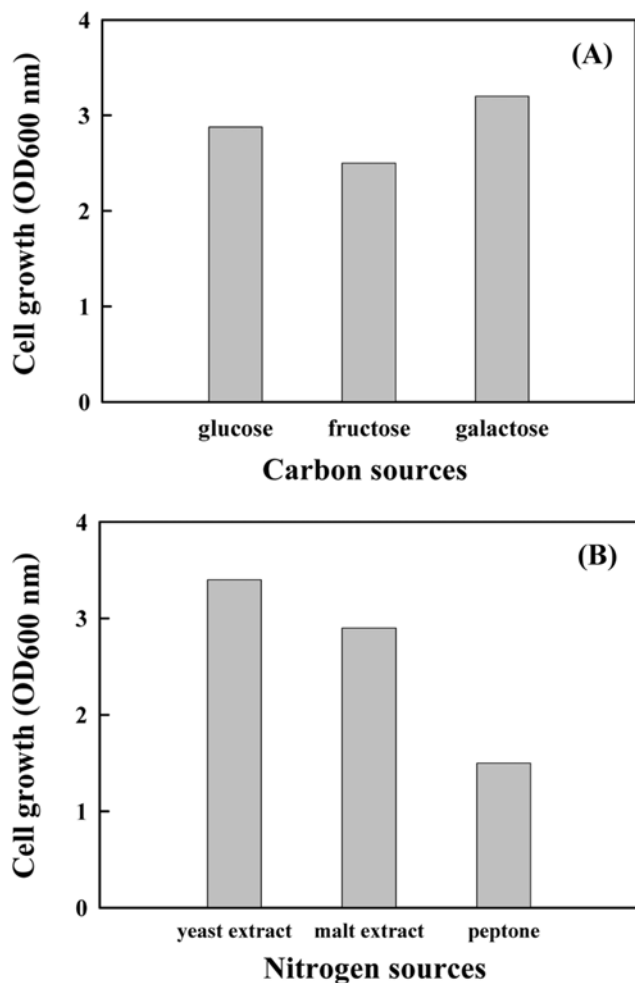 (A)
Cell growth (OD600 nm)
4
3
2
1
0
glucose fructose galactose
Carbon sources
(B)
Cell growth (OD600 nm)
4
3
2
1
0
yeast extract malt extract peptone
Nitrogen sources